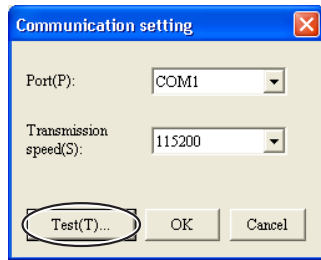 Communication setting
Port(P):
COM1
Transmission
speed(S):
115200
Test(T)...
OK
Cancel